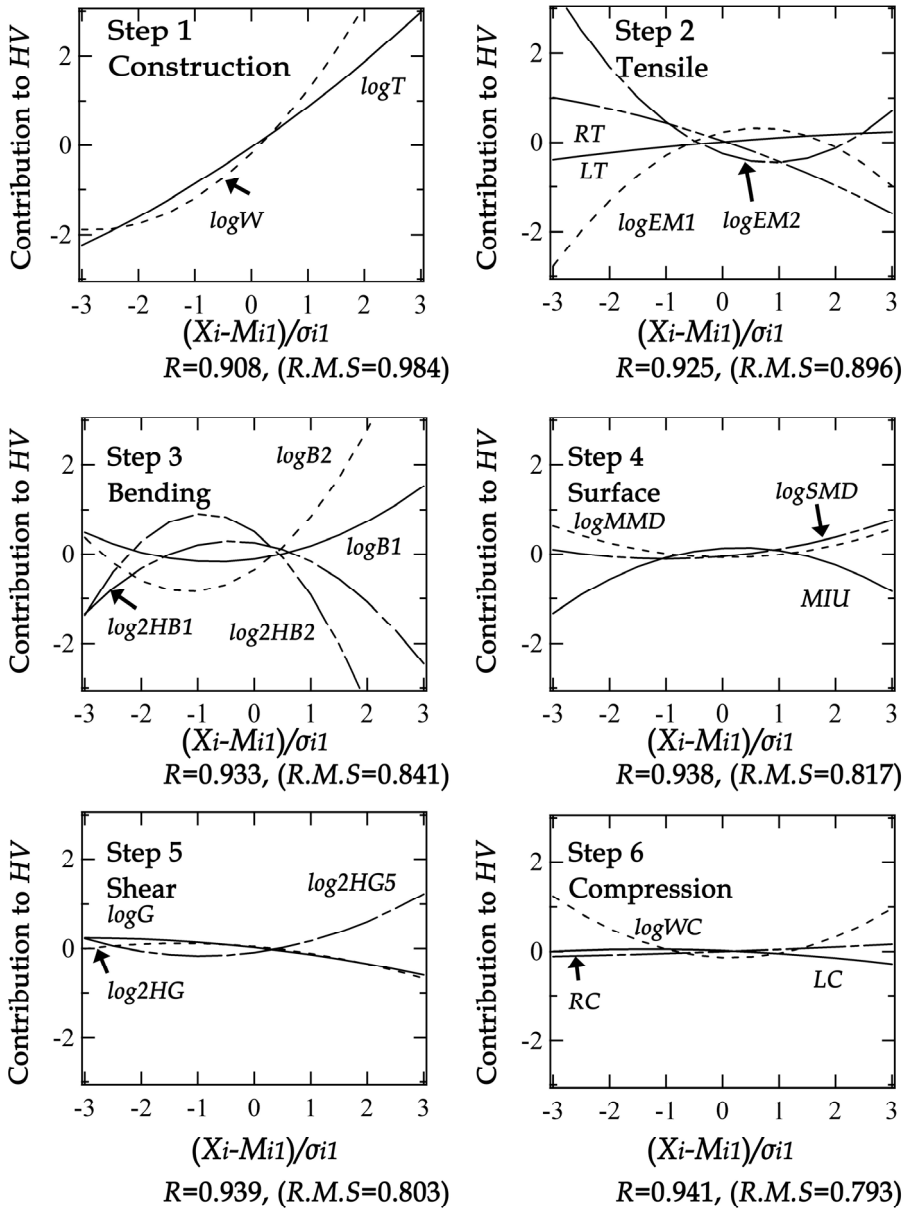 Step 1
Construction
logT
logW
Contribution to HV
2
0
-2
-3 -2 -1 0 1 2 3
(Xi-Mi1)/σi1
R=0.908, (R.M.S=0.984)
Step 2
Tensile
RT
LT
logEM1
logEM2
Contribution to HV
2
0
-2
-3 -2 -1 0 1 2 3
(Xi-Mi1)/σi1
R=0.925, (R.M.S=0.896)
Step 3
Bending
logB2
logB1
log2HB1
log2HB2
Contribution to HV
2
0
-2
-3 -2 -1 0 1 2 3
(Xi-Mi1)/σi1
R=0.933, (R.M.S=0.841)
Step 4
Surface
logSMD
logMMD
MIU
Contribution to HV
2
0
-2
-3 -2 -1 0 1 2 3
(Xi-Mi1)/σi1
R=0.938, (R.M.S=0.817)
Step 5
Shear
log2HG5
logG
log2HG
Contribution to HV
2
0
-2
-3 -2 -1 0 1 2 3
(Xi-Mi1)/σi1
R=0.939, (R.M.S=0.803)
Step 6
Compression
logWC
RC
LC
Contribution to HV
2
0
-2
-3 -2 -1 0 1 2 3
(Xi-Mi1)/σi1
R=0.941, (R.M.S=0.793)